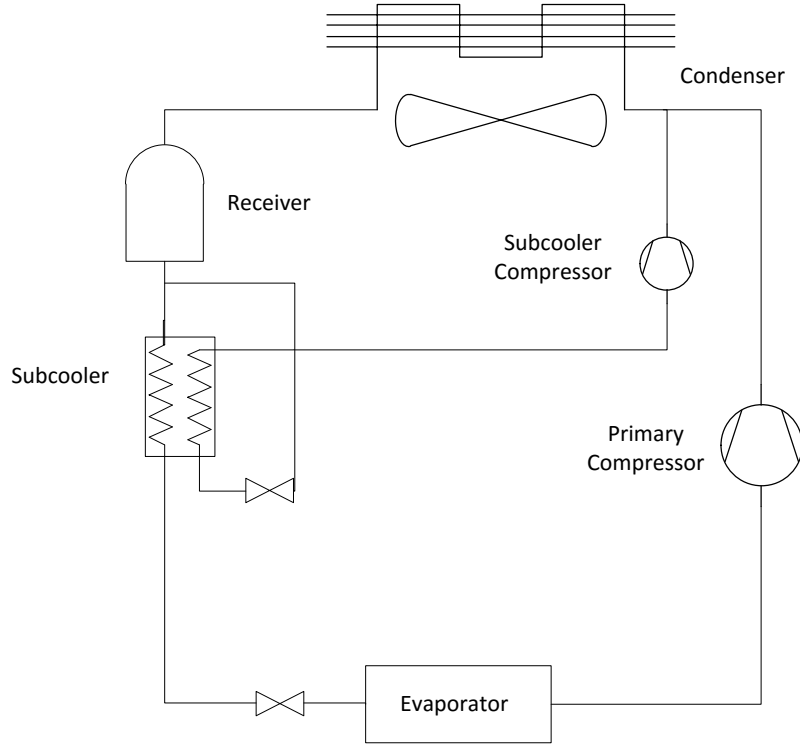 Condenser
Receiver
Subcooler
Compressor
Subcooler
Primary
Compressor
Evaporator